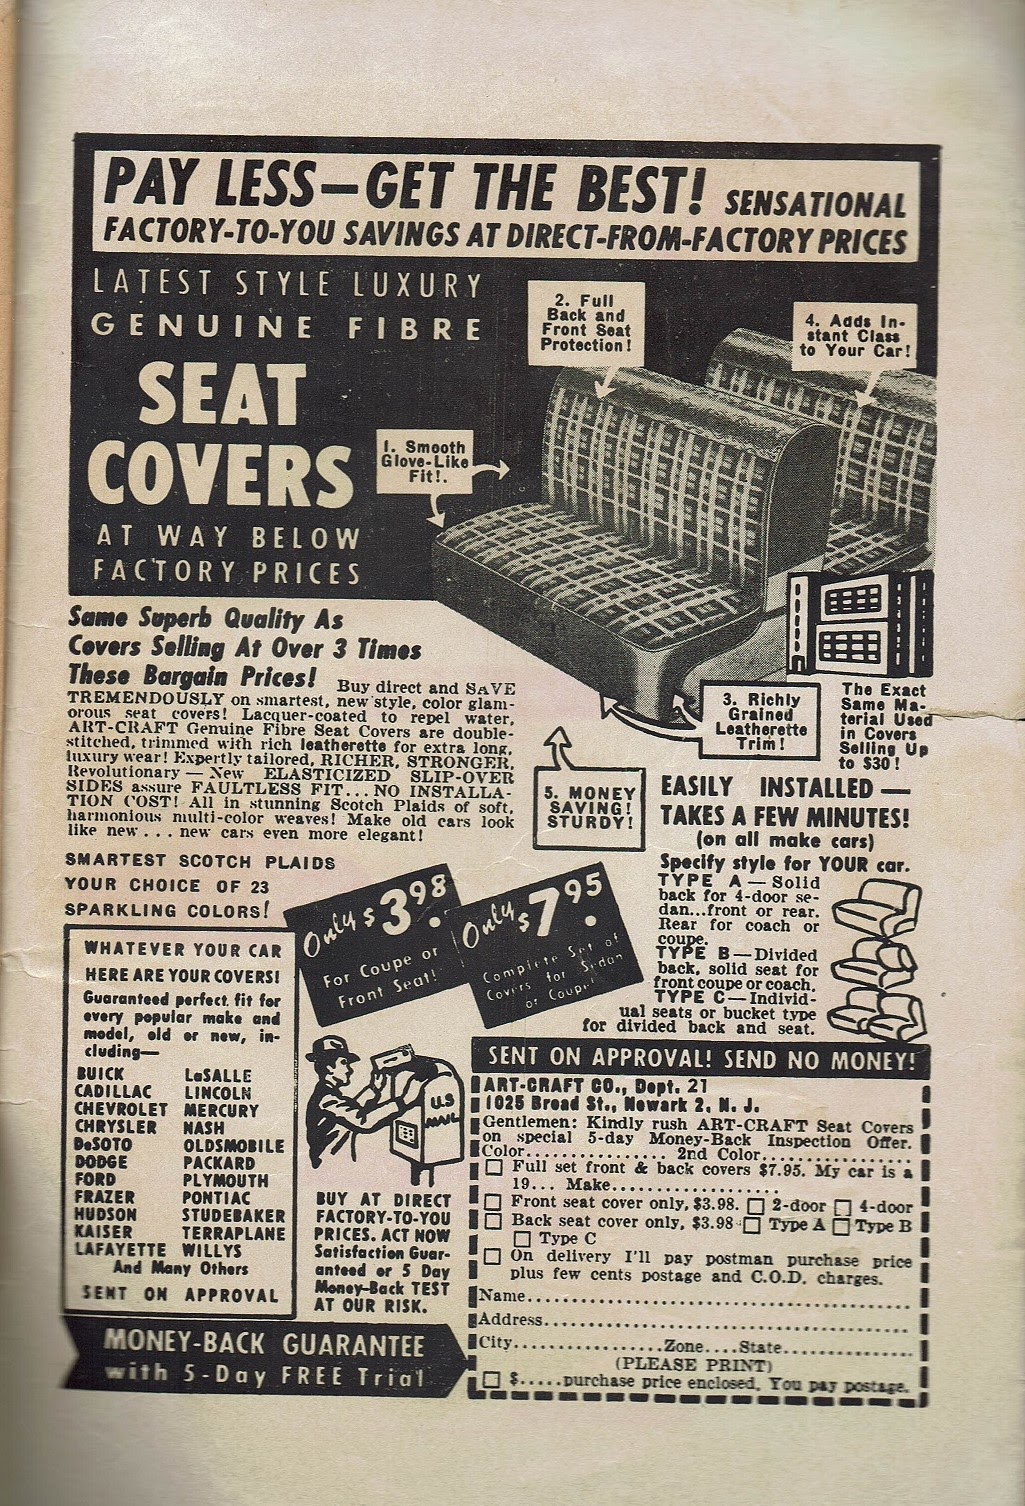 PAY LESS—GET THE BEST! SENSATIONAL
FACTORY-TO-YOU SAVINGS AT DIRECT-FROM-FACTORY PRICES
LATEST STYLE LUXURY
GENUINE FIBRE
SEAT
COVERS
AT WAY BELOW
FACTORY PRICES
1. Smooth
Glove-Like
Fit!.
2. Full
Back and
Front Seat
Protection!
4. Adds In-
stant Class
to Your Car!
3. Richly
Grained
Leatherette
Trim!
The Exact
Same Ma-
terial Used
in Covers
Selling Up
to $30!
5. MONEY
SAVING!
STURDY!
Same Superb Quality As
Covers Selling At Over 3 Times
These Bargain Prices! Buy direct and SAVE
TREMENDOUSLY on smartest, new style, color glam-
orous seat covers! Lacquer-coated to repel water,
ART-CRAFT Genuine Fibre Seat Covers are double-
stitched, trimmed with rich leatherette for extra long,
luxury wear! Expertly tailored, RICHER, STRONGER,
Revolutionary — New ELASTICIZED SLIP-OVER
SIDES assure FAULTLESS FIT...NO INSTALLA-
TION COST! All in stunning Scotch Plaids of soft,
harmonious multi-color weaves! Make old cars look
like new . . . new cars even more elegant!
SMARTEST SCOTCH PLAIDS
YOUR CHOICE OF 23
SPARKLING COLORS!
Only $3.98
For Coupe or
Front Seat!
Only $7.95
Complete Set of
Covers for Sedan
or Coupe!
EASILY INSTALLED —
TAKES A FEW MINUTES!
(on all make cars)
Specify style for YOUR car.
TYPE A — Solid
back for 4-door se-
dan...front or rear.
Rear for coach or
coupe.
TYPE B — Divided
back, solid seat for
front coupe or coach.
TYPE C — Individ-
ual seats or bucket type
for divided back and seat.
WHATEVER YOUR CAR
HERE ARE YOUR COVERS!
Guaranteed perfect fit for
every popular make and
model, old or new, in-
cluding—
BUICK LaSALLE
CADILLAC LINCOLN
CHEVROLET MERCURY
CHRYSLER NASH
DeSOTO OLDSMOBILE
DODGE PACKARD
FORD PLYMOUTH
FRAZER PONTIAC
HUDSON STUDEBAKER
KAISER TERRAPLANE
LAFAYETTE WILLYS
And Many Others
SENT ON APPROVAL
U.S
MAIL
BUY AT DIRECT
FACTORY-TO-YOU
PRICES. ACT NOW
Satisfaction Guar-
anteed or 5 Day
Money-Back TEST
AT OUR RISK.
MONEY-BACK GUARANTEE
with 5-Day FREE Trial
SENT ON APPROVAL! SEND NO MONEY!
ART-CRAFT CO., Dept. 21
1025 Broad St., Newark 2, N. J.
Gentlemen: Kindly rush ART-CRAFT Seat Covers
on special 5-day Money-Back Inspection Offer.
Color............... 2nd Color....................
Full set front & back covers $7.95. My car is a
19... Make......................
Front seat cover only, $3.98. 2-door 4-door
Back seat cover only, $3.98 Type A Type B
Type C
On delivery I'll pay postman purchase price
plus few cents postage and C.O.D. charges.
Name....................................................
Address..................................................
City....................Zone....State..................
(PLEASE PRINT)
$.....purchase price enclosed. You pay postage.